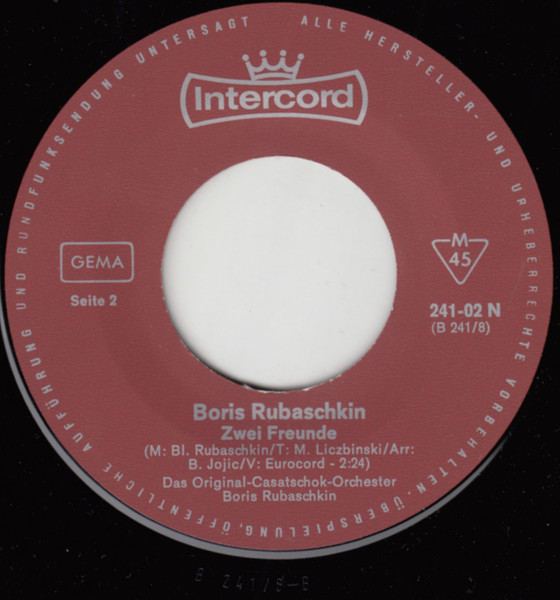 ALLE HERSTELLER- UND URHEBERRECHTE VORBEHALTEN. ÜBERSPIELUNG, ÖFFENTLICHE AUFFÜHRUNG UND RUNDFUNKSENDUNG UNTERSAGT
Intercord
GEMA
Seite 2
M
45
241-02 N
(B 241/8)
Boris Rubaschkin
Zwei Freunde
(M: Bl. Rubaschkin/T: M. Liczbinski/Arr:
B. Jojic/V: Eurocord - 2:24)
Das Original-Casatschok-Orchester
Boris Rubaschkin
B 241/8-B